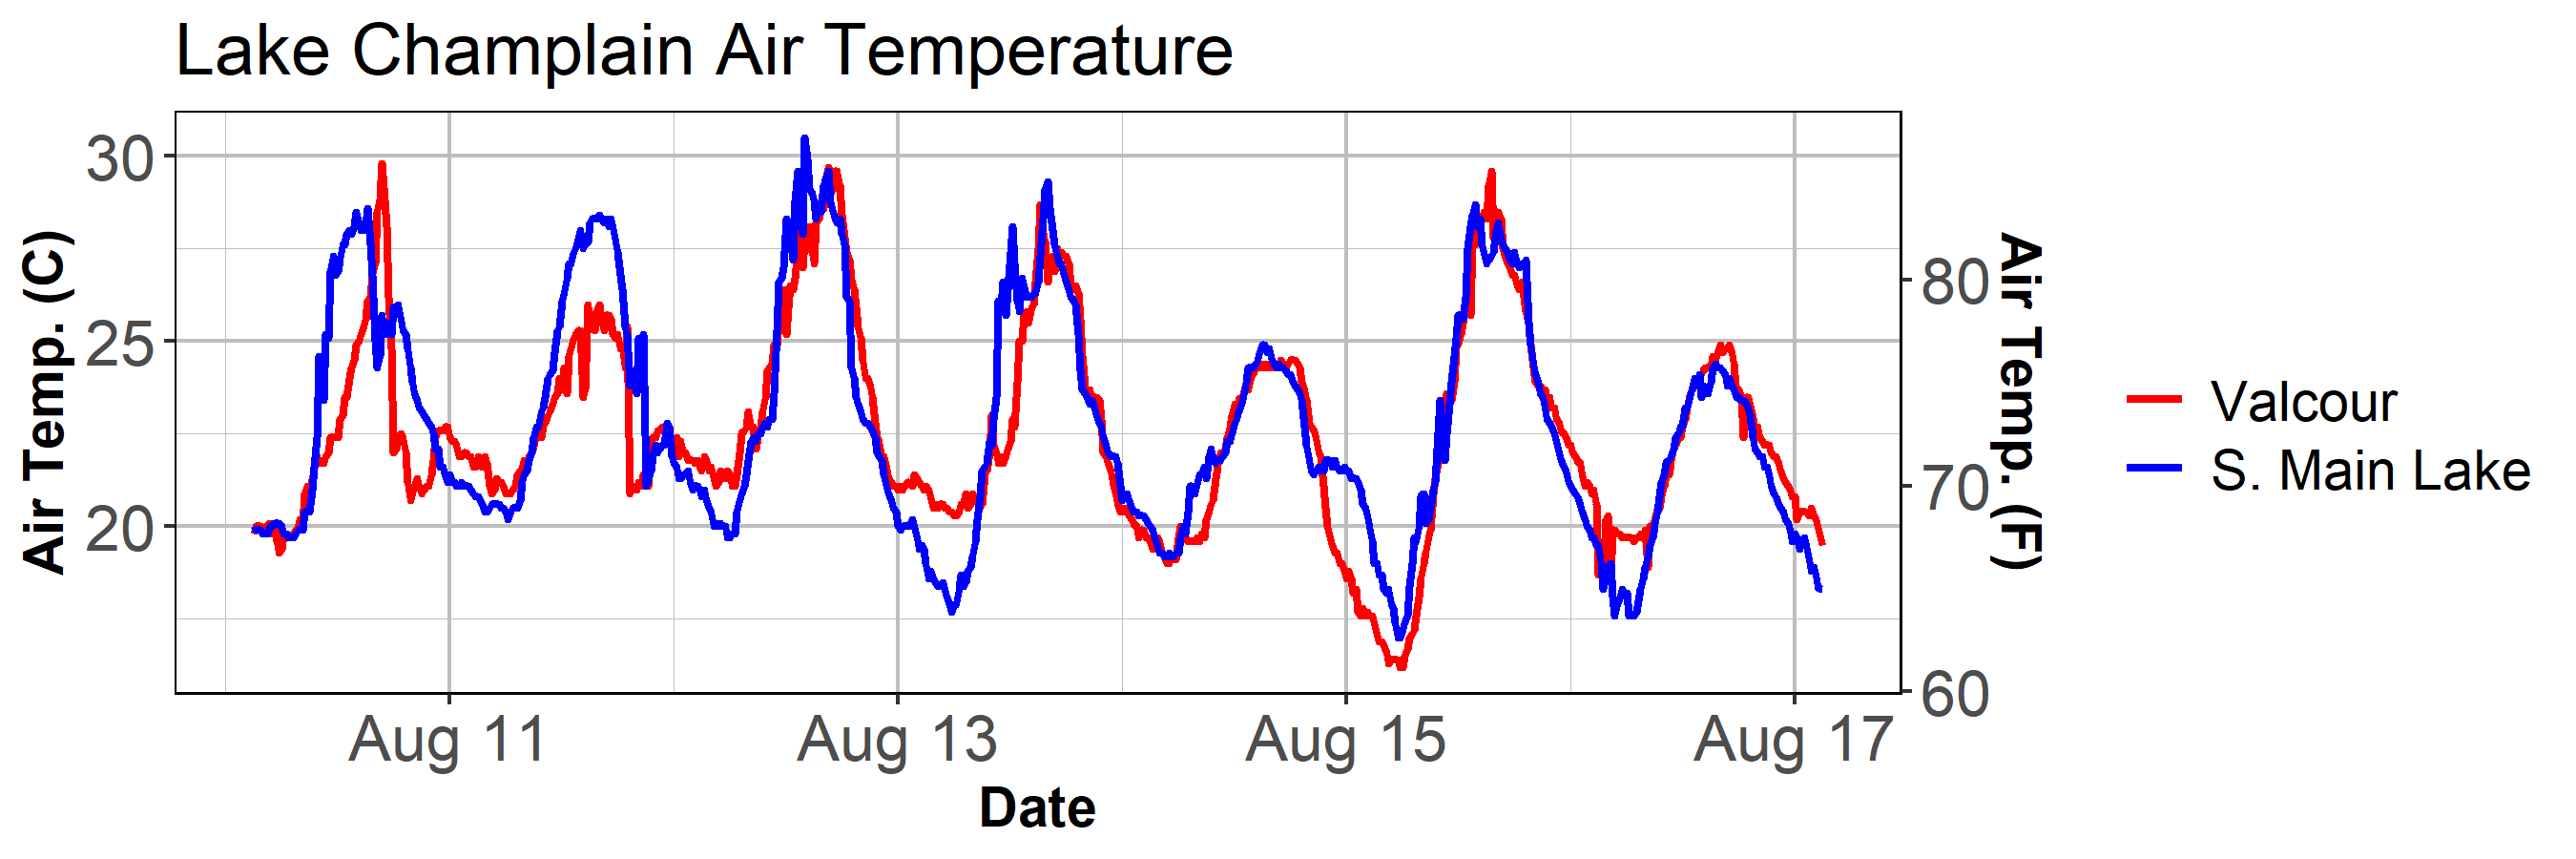 Lake Champlain Air Temperature
Air Temp. (C)
30
25
20
Air Temp. (F)
80
70
60
Aug 11
Aug 13
Aug 15
Aug 17
Date
Valcour
S. Main Lake